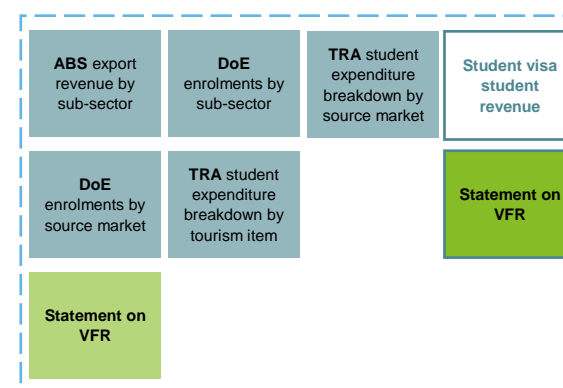 ABS export
revenue by
sub-sector
DoE
enrolments by
sub-sector
TRA student
expenditure
breakdown by
source market
Student visa
student
revenue
DoE
enrolments by
source market
TRA student
expenditure
breakdown by
tourism item
Statement on
VFR
Statement on
VFR